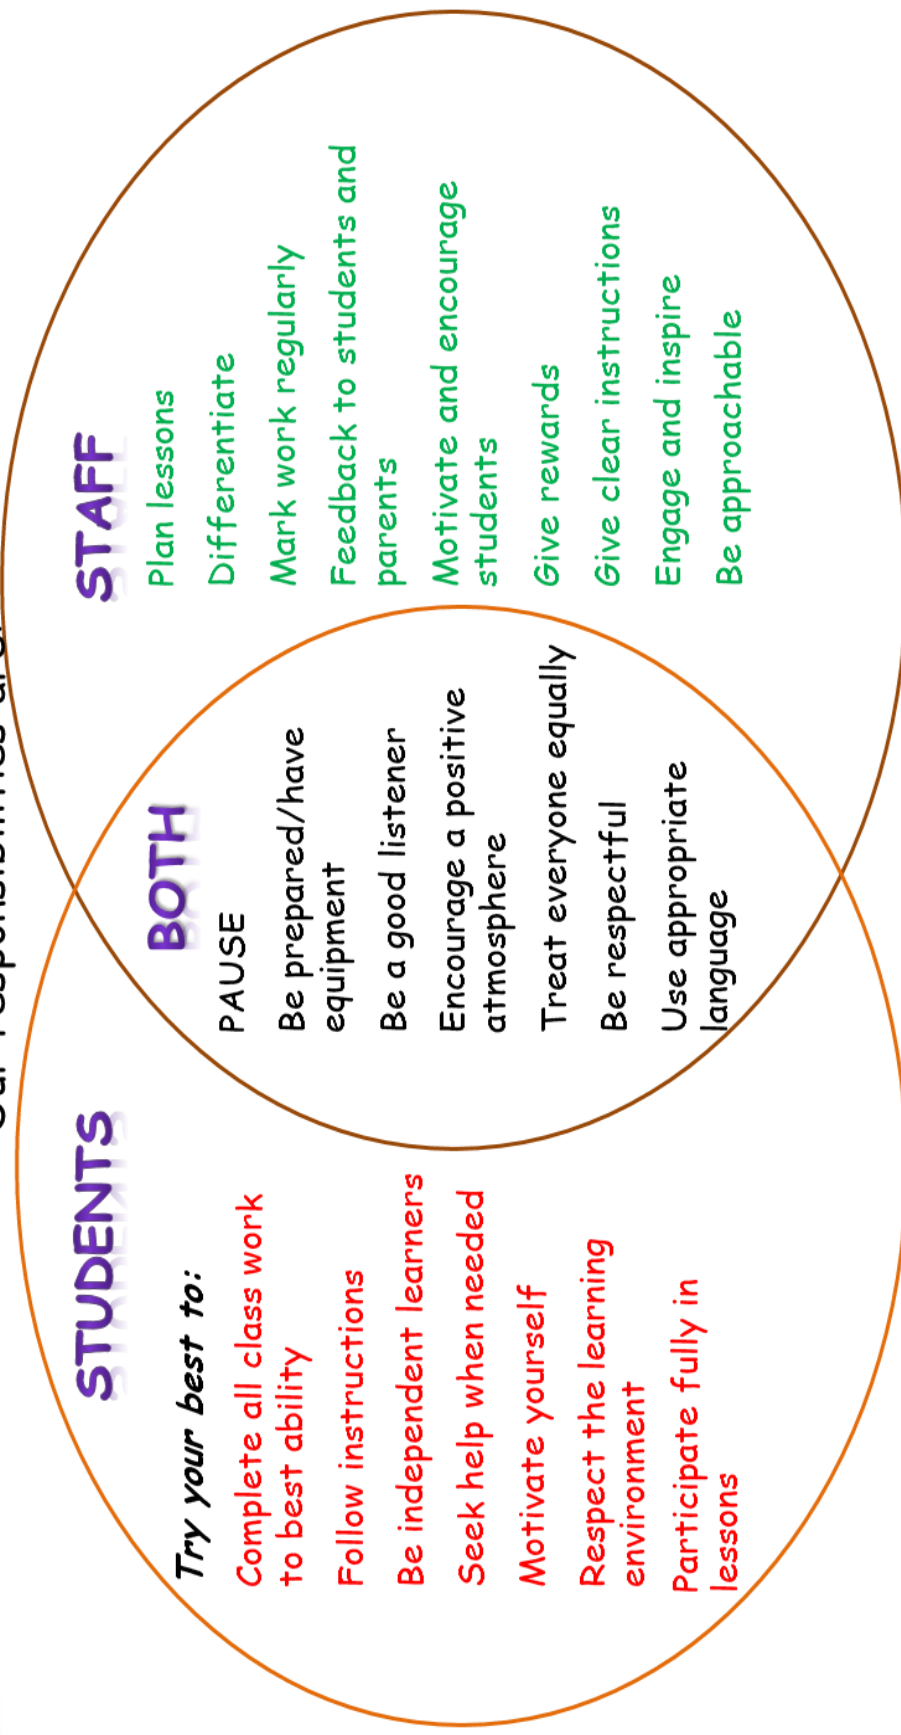 Our responsibilities are:
STUDENTS
Try your best to:
Complete all class work
to best ability
Follow instructions
Be independent learners
Seek help when needed
Motivate yourself
Respect the learning
environment
Participate fully in
lessons
BOTH
PAUSE
Be prepared/have
equipment
Be a good listener
Encourage a positive
atmosphere
Treat everyone equally
Be respectful
Use appropriate
language
STAFF
Plan lessons
Differentiate
Mark work regularly
Feedback to students and
parents
Motivate and encourage
students
Give rewards
Give clear instructions
Engage and inspire
Be approachable